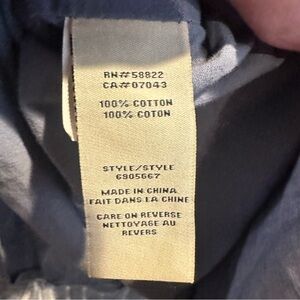 RN#58822
CA#07043
100% COTTON
100% COTON
STYLE/STYLE
6905667
MADE IN CHINA
FAIT DANS LA CHINE
CARE ON REVERSE
NETTOYAGE AU
REVERS